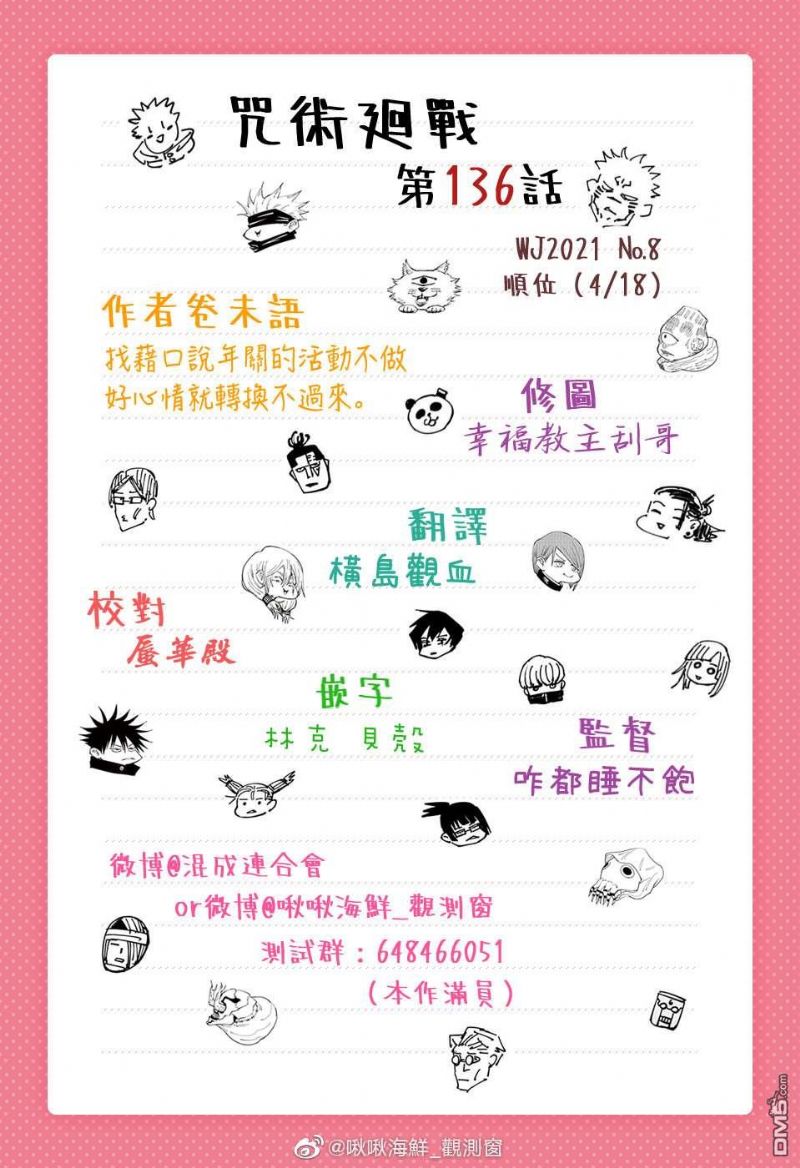 咒術廻戰
第136話
WJ2021 No.8
順位（4/18）
作者卷末語
找藉口說年關的活動不做
好心情就轉換不過來。
修圖
幸福教主刮哥
翻譯
橫島觀血
校對
蜃華殿
嵌字
林克 貝殼
監督
咋都睡不飽
微博@混成連合會
or微博@啾啾海鮮_觀測窗
測試群：648466051
（本作滿員）
@啾啾海鮮_觀測窗
DM5.com